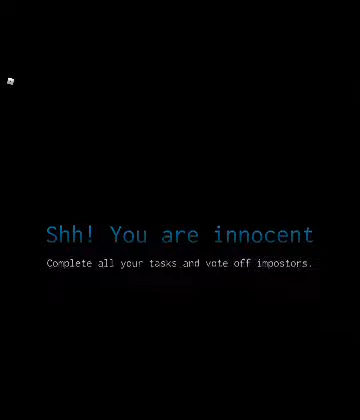 Shh! You are innocent
Complete all your tasks and vote off impostors.